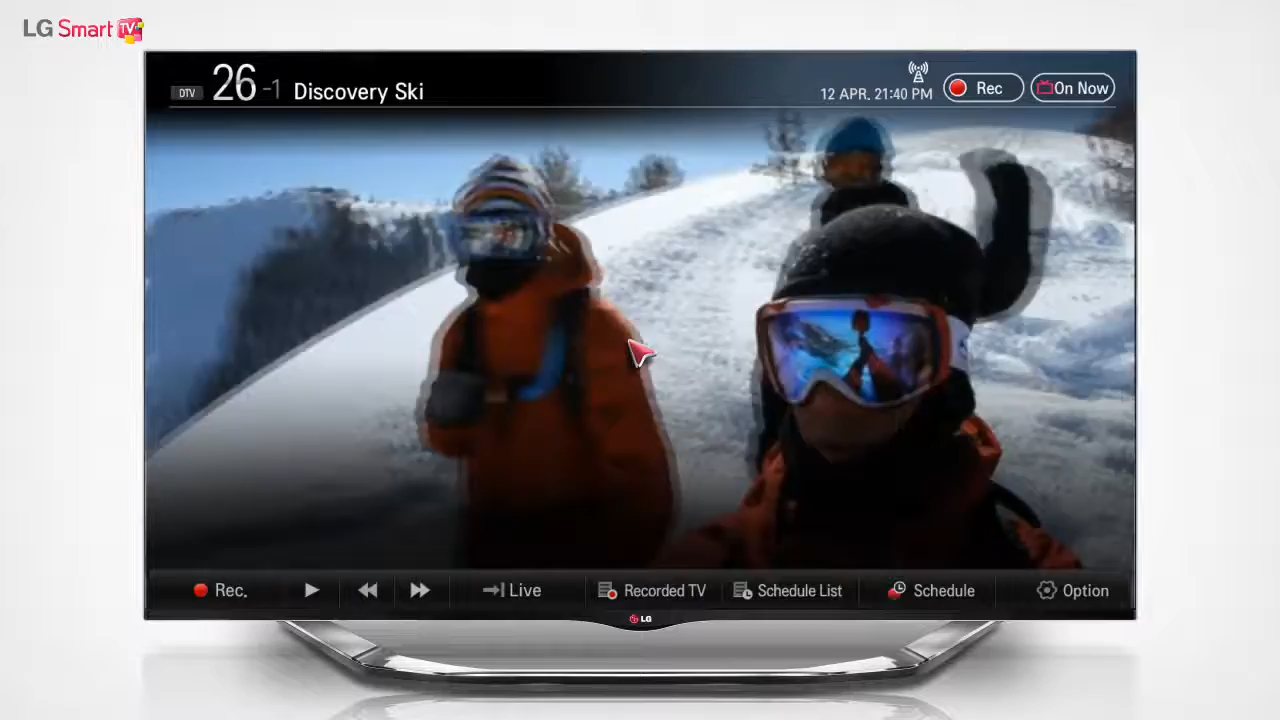 LG Smart TV+
DTV 26-1 Discovery Ski
12 APR. 21:40 PM
Rec
On Now
Rec.
Live
Recorded TV
Schedule List
Schedule
Option
LG